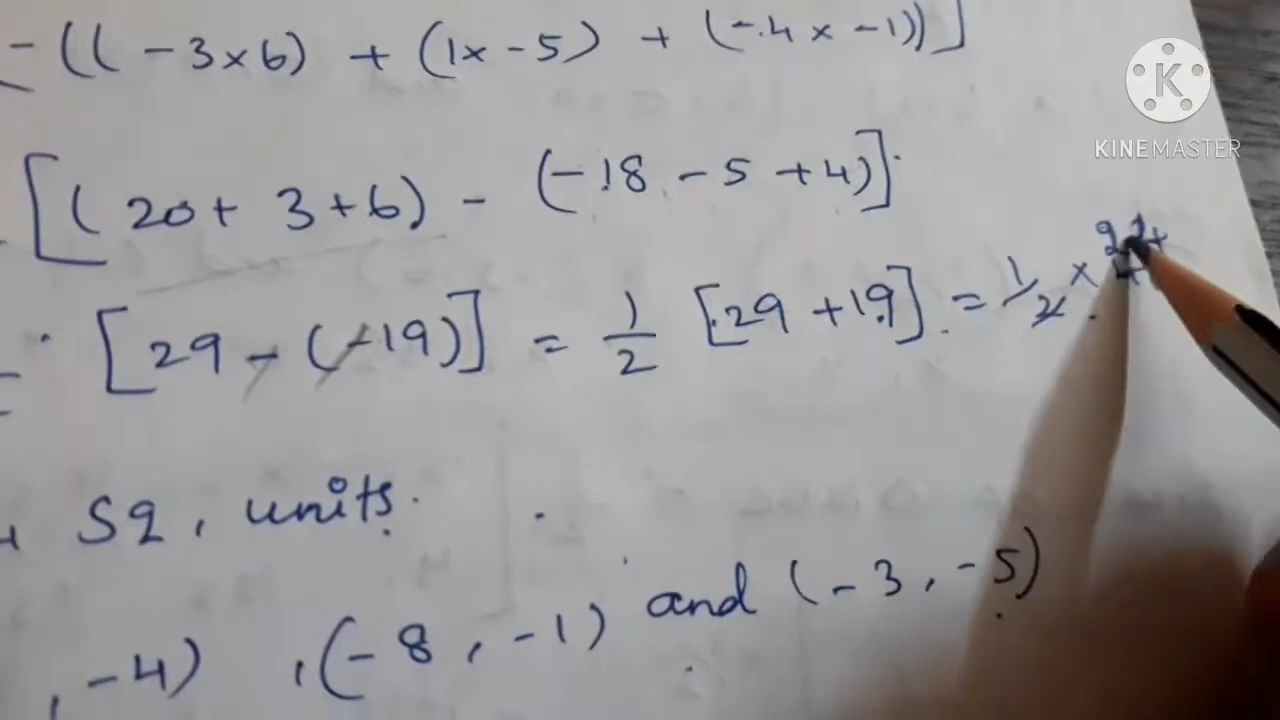 - ((-3×6) + (1×-5) + (-4×-1))]
K
KINEMASTER
[(20+ 3+6) - (-18 -5 +4)]
[29 - (-19)] = 1/2 [29 +19] = 1/2 × 24
sq, units.
, -4) , (-8, -1) and (-3, -5)